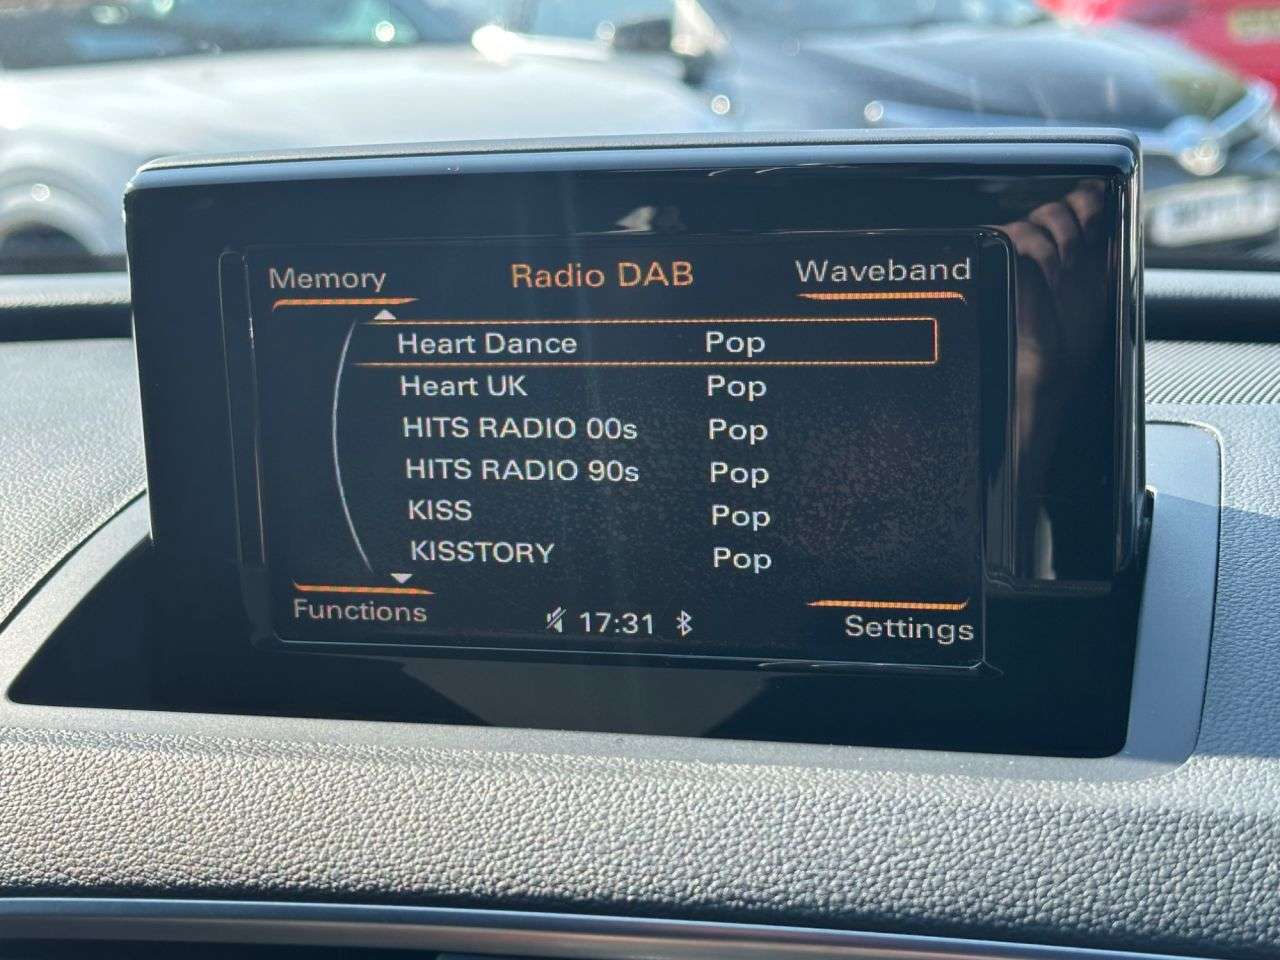 Memory Radio DAB Waveband
Heart Dance Pop
Heart UK Pop
HITS RADIO 00s Pop
HITS RADIO 90s Pop
KISS Pop
KISSTORY Pop
Functions 17:31 Settings